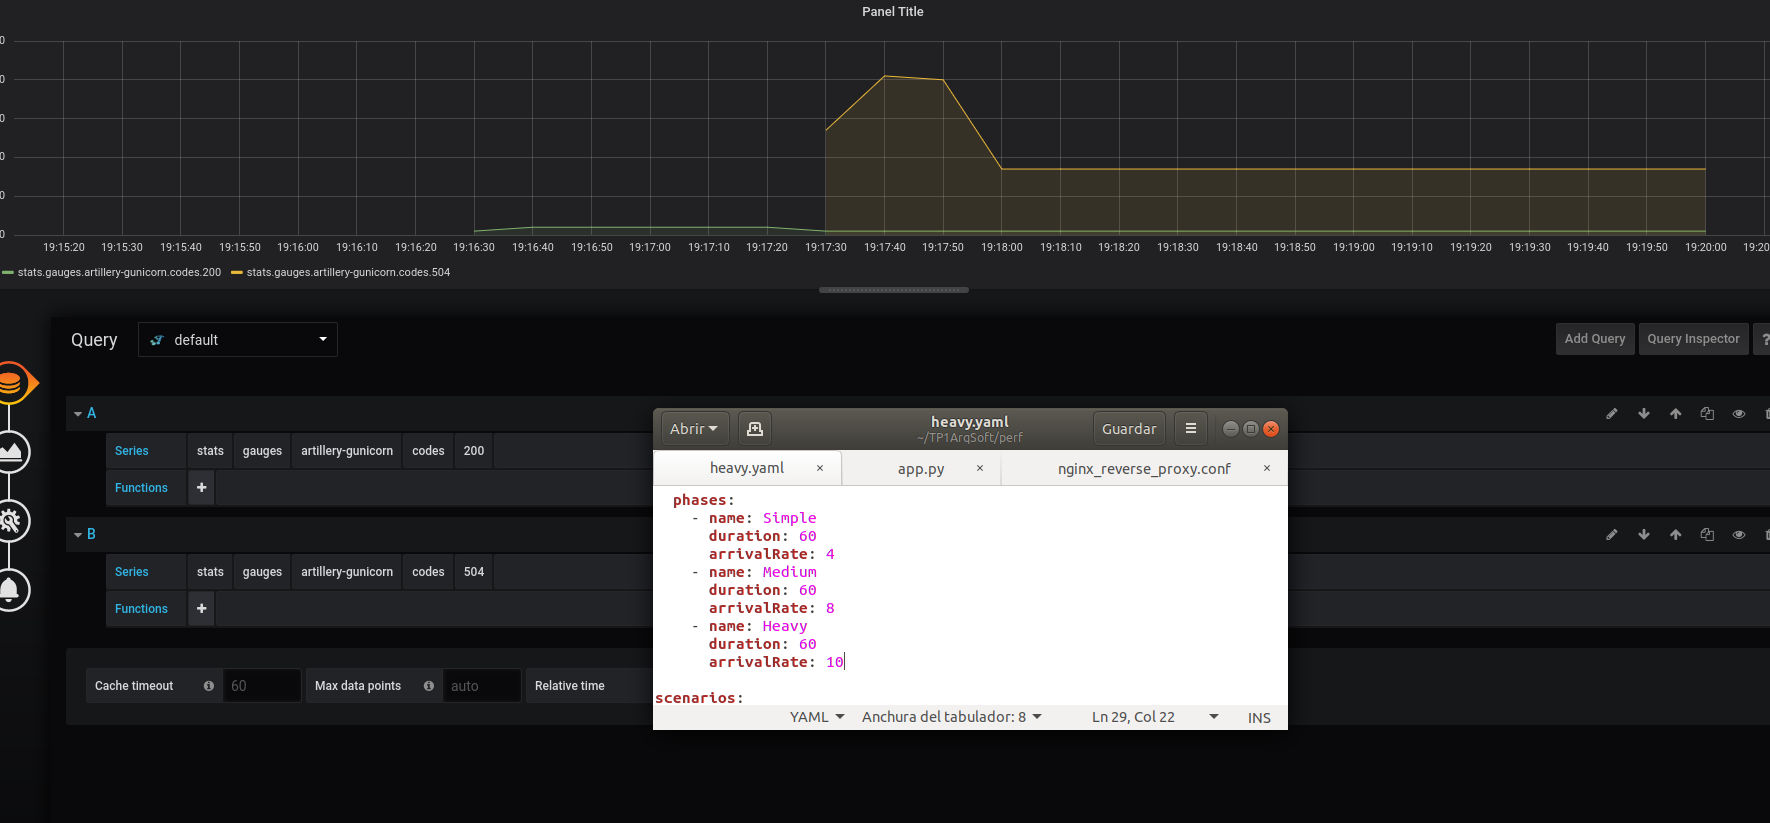 Panel Title
0
0
0
0
0
0
19:15:20 19:15:30 19:15:40 19:15:50 19:16:00 19:16:10 19:16:20 19:16:30 19:16:40 19:16:50 19:17:00 19:17:10 19:17:20 19:17:30 19:17:40 19:17:50 19:18:00 19:18:10 19:18:20 19:18:30 19:18:40 19:18:50 19:19:00 19:19:10 19:19:20 19:19:30 19:19:40 19:19:50 19:20:00 19:20
stats.gauges.artillery-gunicorn.codes.200 stats.gauges.artillery-gunicorn.codes.504
Query default Add Query Query Inspector ?
A
Series stats gauges artillery-gunicorn codes 200
Functions +
B
Series stats gauges artillery-gunicorn codes 504
Functions +
Cache timeout 60 Max data points auto Relative time
Abrir heavy.yaml Guardar
~/TP1ArqSoft/perf
heavy.yaml × app.py × nginx_reverse_proxy.conf ×
phases:
- name: Simple
duration: 60
arrivalRate: 4
- name: Medium
duration: 60
arrivalRate: 8
- name: Heavy
duration: 60
arrivalRate: 10
scenarios:
YAML Anchura del tabulador: 8 Ln 29, Col 22 INS